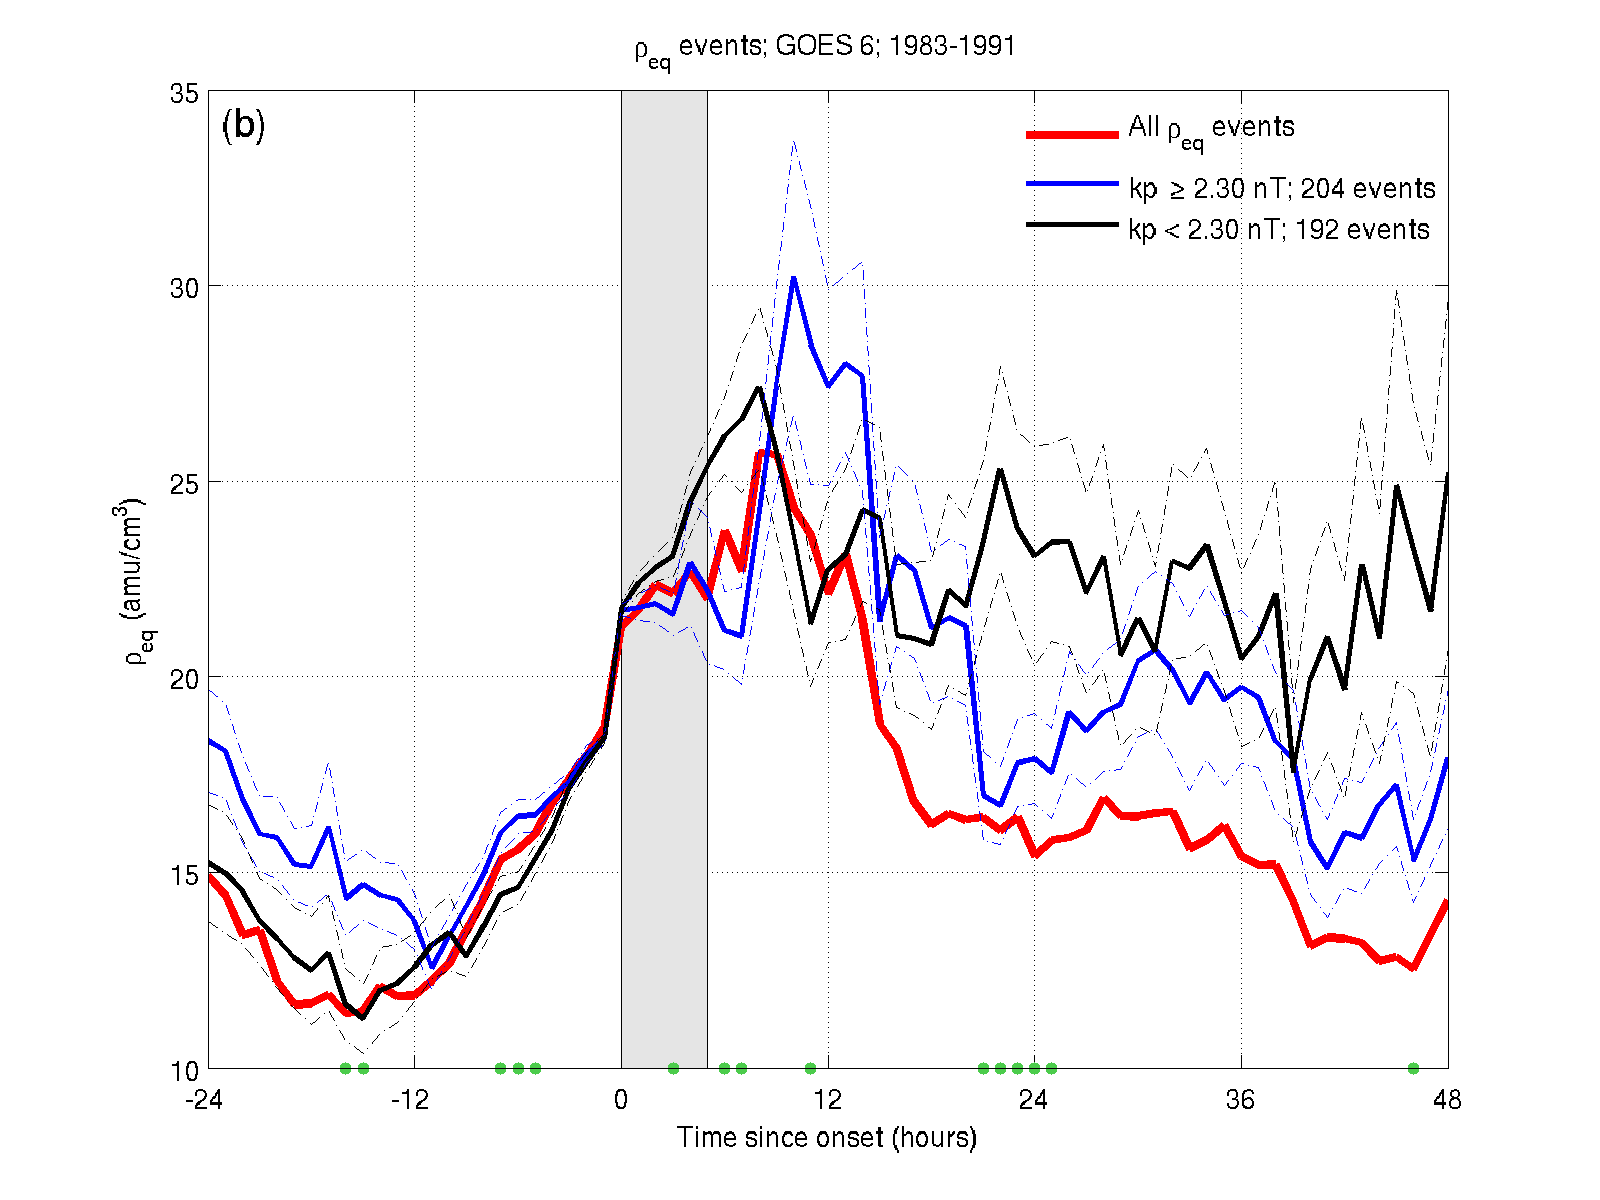 ρeq events; GOES 6; 1983-1991
(b)
All ρeq events
kp ≥ 2.30 nT; 204 events
kp < 2.30 nT; 192 events
35
30
25
20
15
10
ρeq (amu/cm³)
-24 -12 0 12 24 36 48
Time since onset (hours)